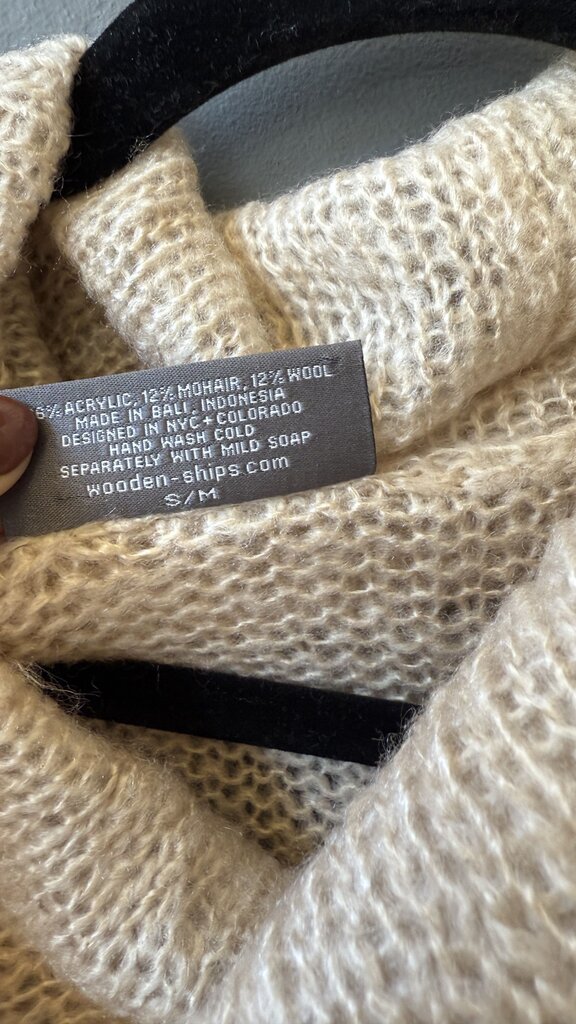 ACRYLIC, 12% MOHAIR, 12% WOOL
MADE IN BALI, INDONESIA
DESIGNED IN NYC + COLORADO
HAND WASH COLD
SEPARATELY WITH MILD SOAP
wooden-ships.com
S/M